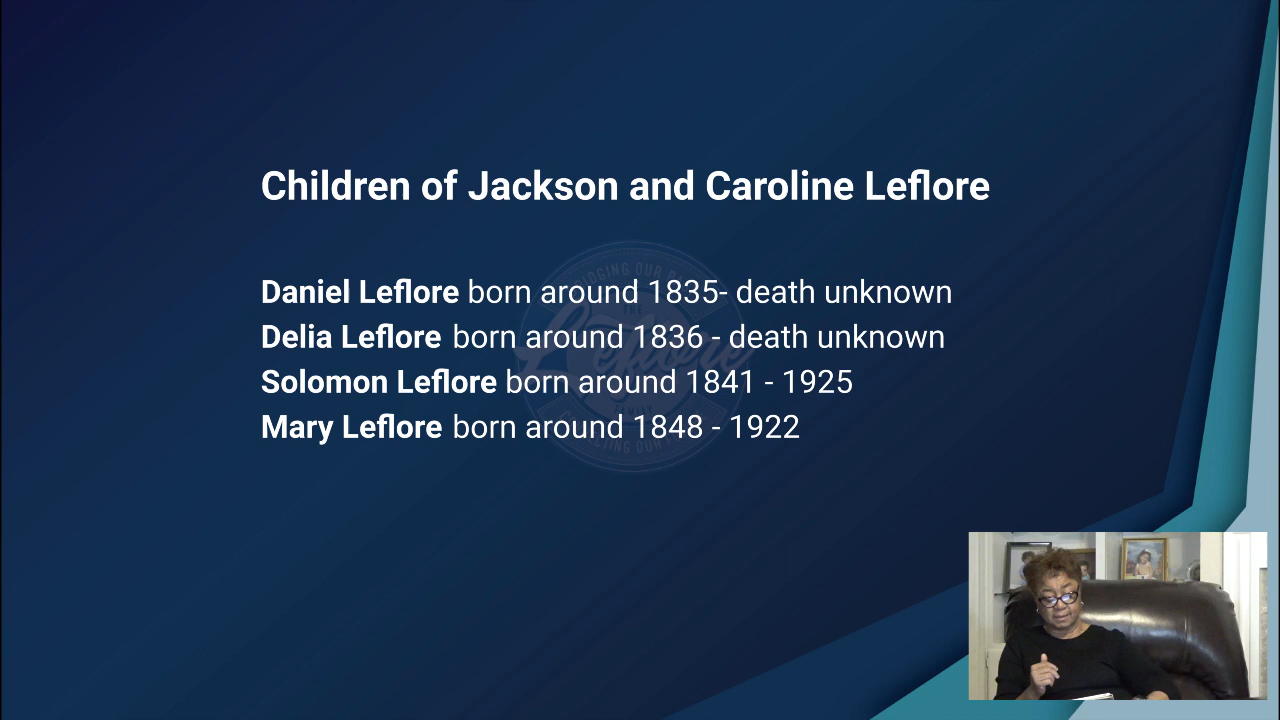 Children of Jackson and Caroline Leflore
Daniel Leflore born around 1835- death unknown
Delia Leflore born around 1836 - death unknown
Solomon Leflore born around 1841 - 1925
Mary Leflore born around 1848 - 1922
Leflore